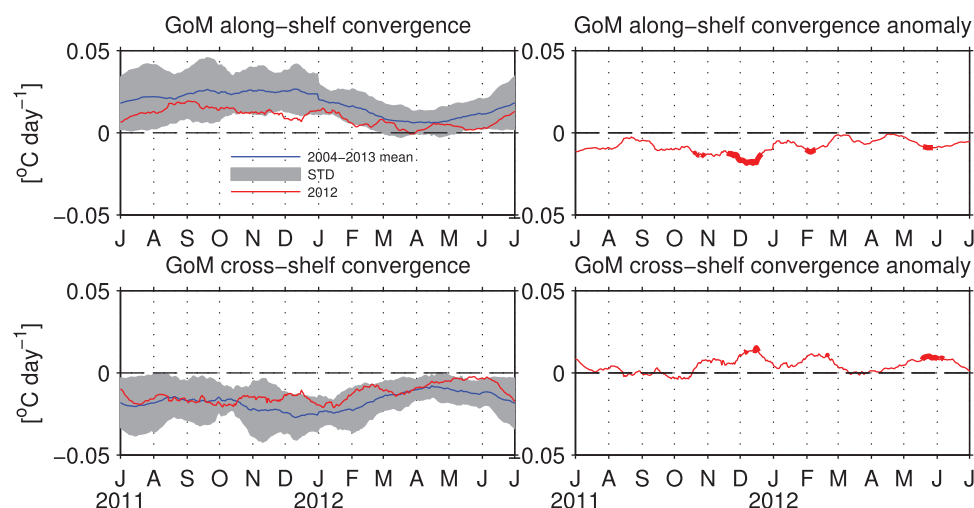 GoM along−shelf convergence
GoM along−shelf convergence anomaly
0.05
0
−0.05
[°C day⁻¹]
2004−2013 mean
STD
2012
J A S O N D J F M A M J J
0.05
0
−0.05
J A S O N D J F M A M J J
GoM cross−shelf convergence
GoM cross−shelf convergence anomaly
0.05
0
−0.05
[°C day⁻¹]
J A S O N D J F M A M J J
2011 2012
0.05
0
−0.05
J A S O N D J F M A M J J
2011 2012